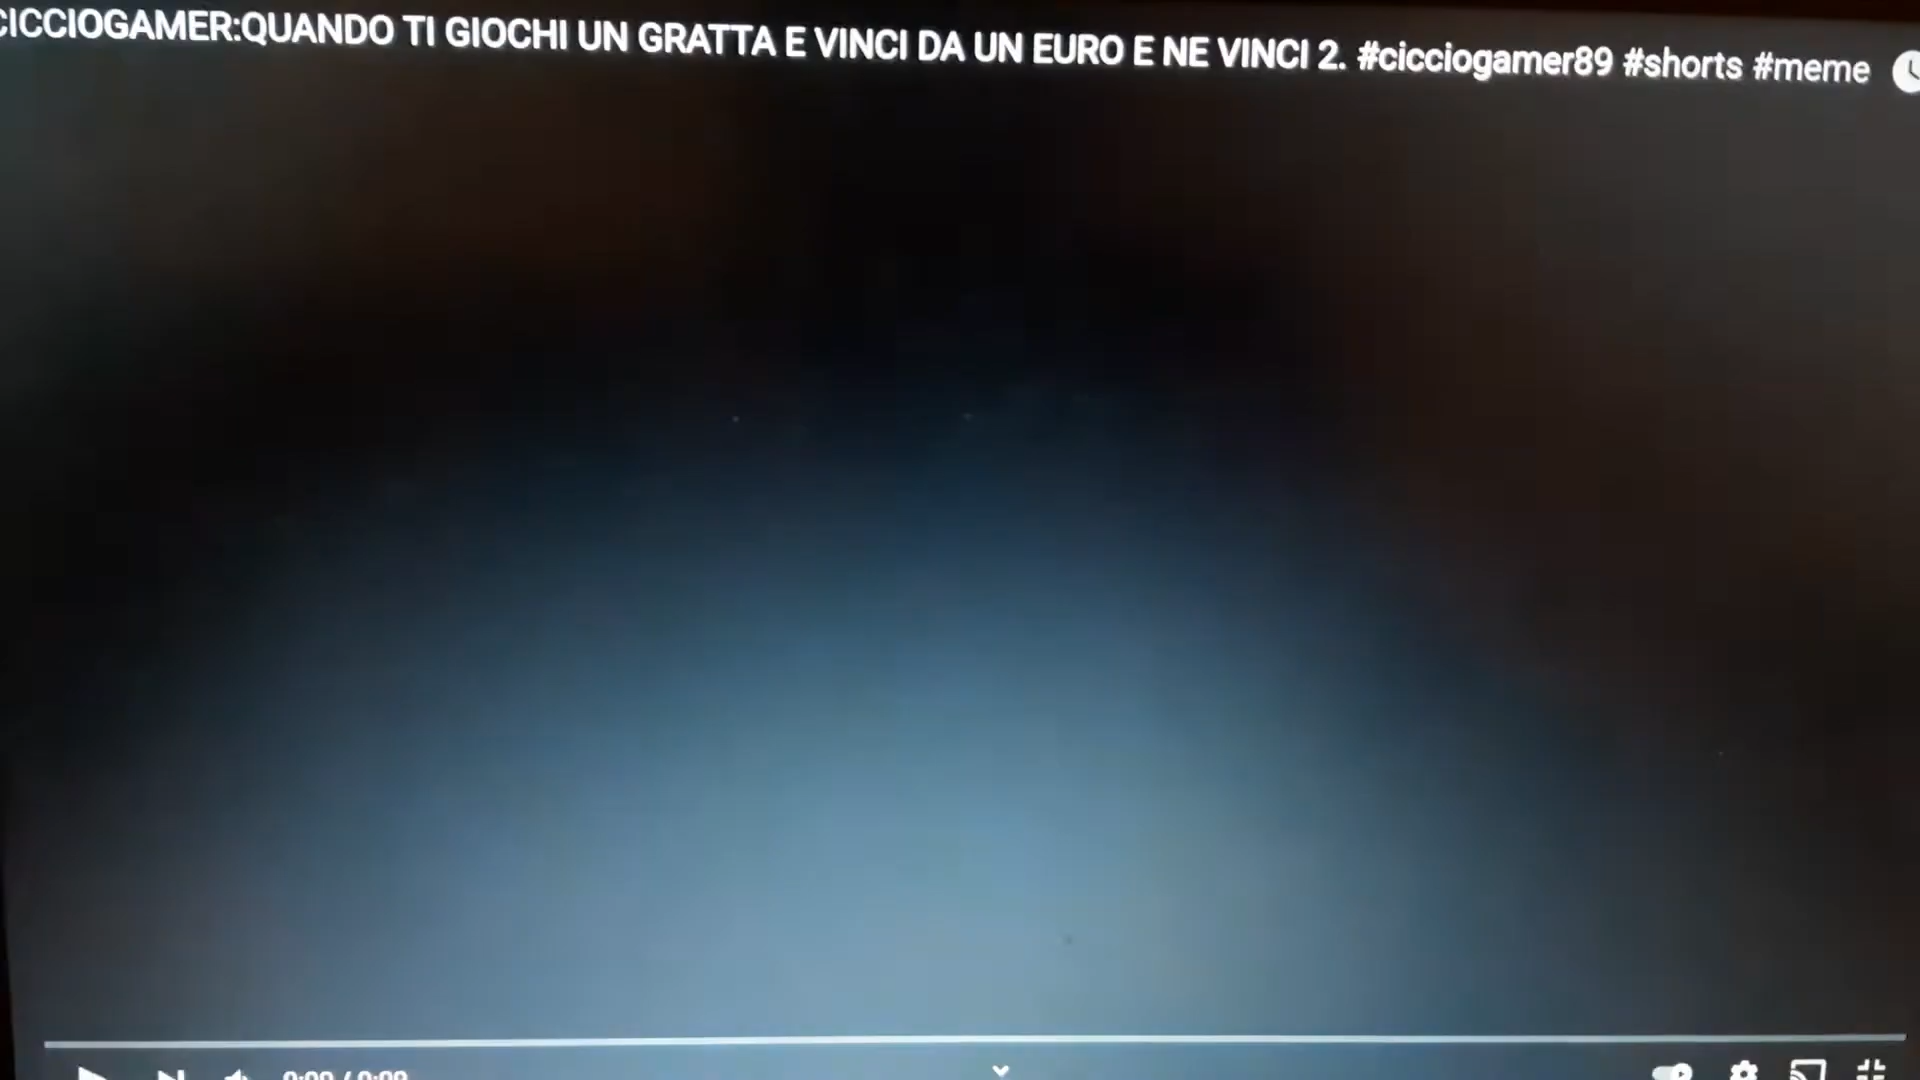 CICCIOGAMER:QUANDO TI GIOCHI UN GRATTA E VINCI DA UN EURO E NE VINCI 2. #cicciogamer89 #shorts #meme